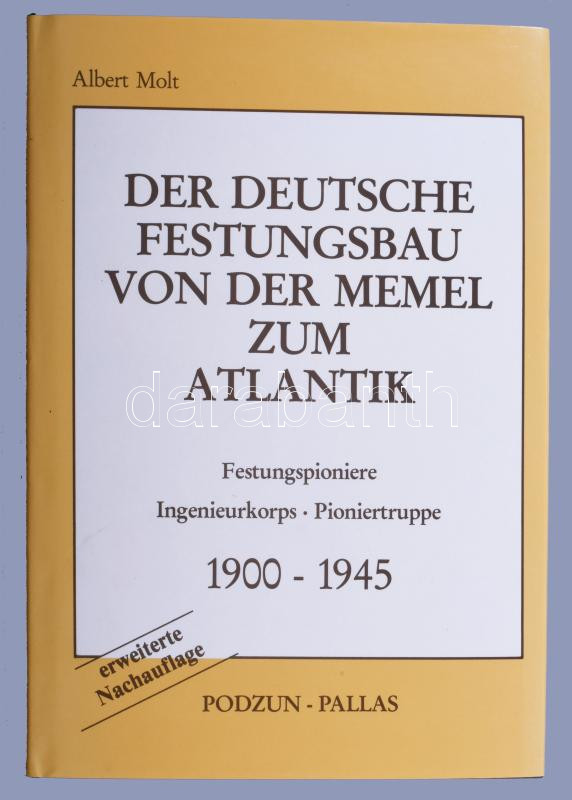 Albert Molt
DER DEUTSCHE
FESTUNGSBAU
VON DER MEMEL
ZUM
ATLANTIK
darabanth
Festungspioniere
Ingenieurkorps · Pioniertruppe
1900 - 1945
erweiterte
Nachauflage
PODZUN - PALLAS